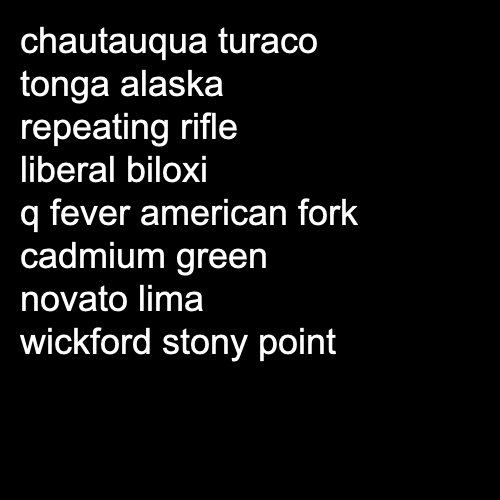 chautauqua turaco
tonga alaska
repeating rifle
liberal biloxi
q fever american fork
cadmium green
novato lima
wickford stony point